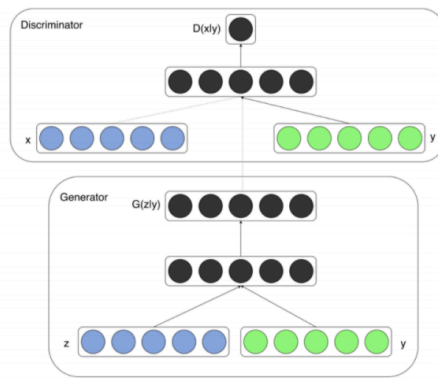 Discriminator
D(x|y)
x
y
Generator
G(z|y)
z
y